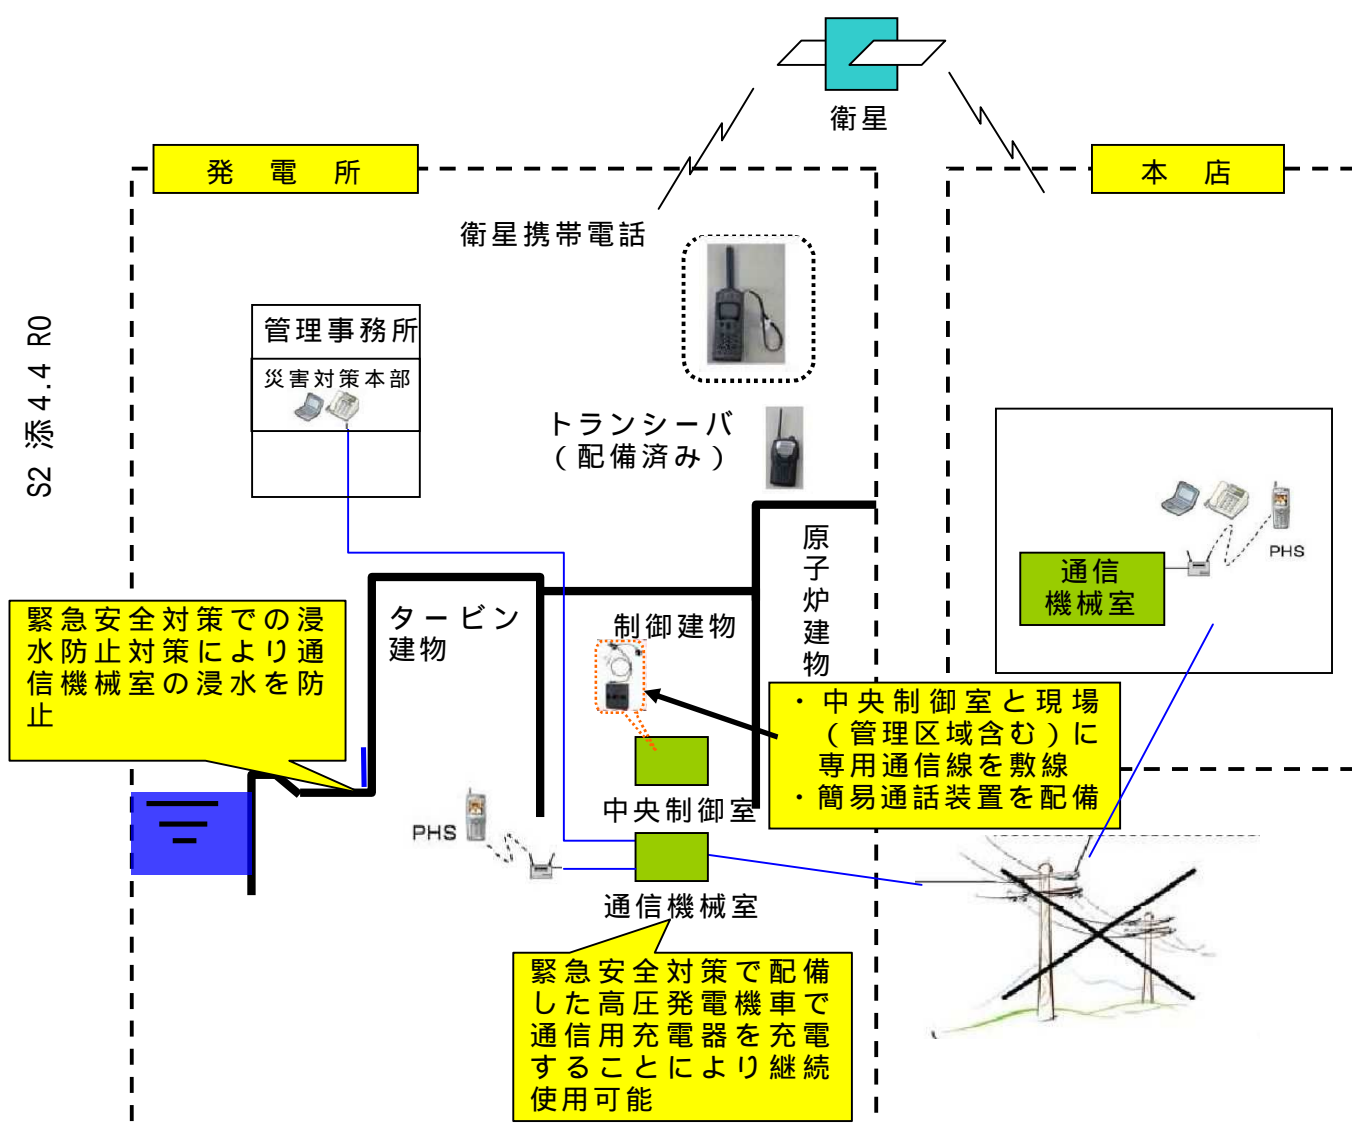 衛星
発電所
本店
衛星携帯電話
管理事務所
災害対策本部
S2 添4.4 R0
トランシーバ
（配備済み）
原子炉建物
PHS
通信
機械室
タービン
建物
制御建物
緊急安全対策での浸
水防止対策により通
信機械室の浸水を防
止
・中央制御室と現場
（管理区域含む）に
専用通信線を敷線
・簡易通話装置を配備
中央制御室
PHS
通信機械室
緊急安全対策で配備
した高圧発電機車で
通信用充電器を充電
することにより継続
使用可能